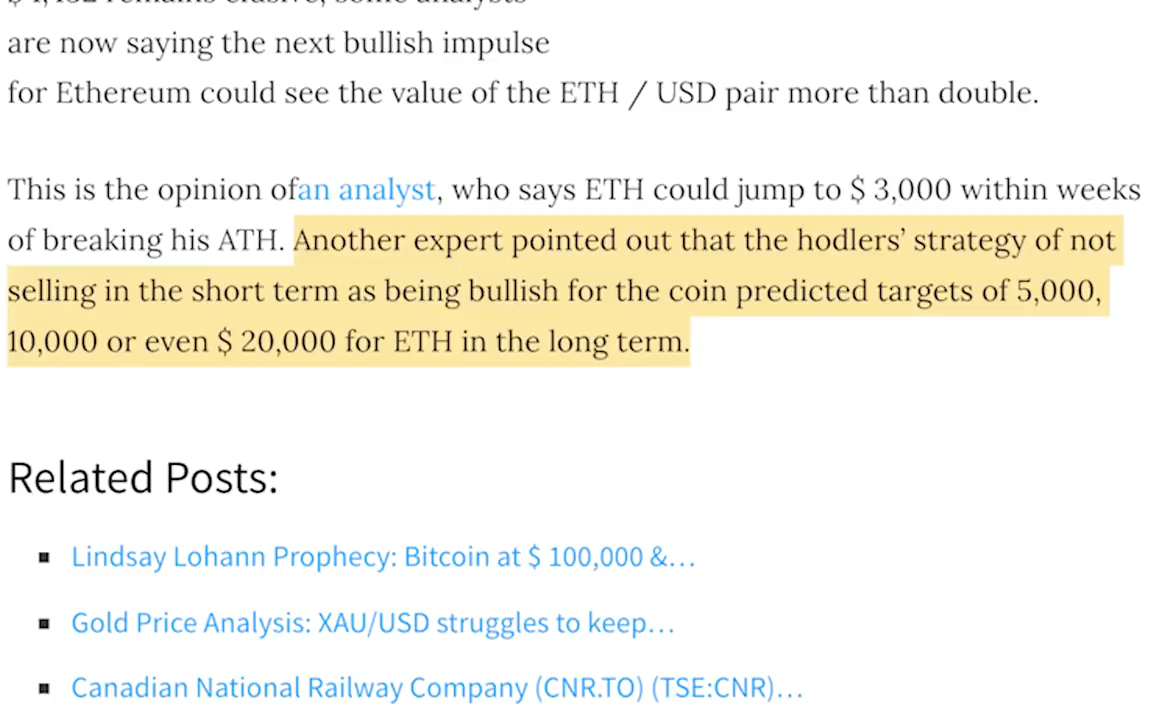 are now saying the next bullish impulse
for Ethereum could see the value of the ETH / USD pair more than double.
This is the opinion ofan analyst, who says ETH could jump to $ 3,000 within weeks
of breaking his ATH. Another expert pointed out that the hodlers’ strategy of not
selling in the short term as being bullish for the coin predicted targets of 5,000,
10,000 or even $ 20,000 for ETH in the long term.
Related Posts:
▪ Lindsay Lohann Prophecy: Bitcoin at $ 100,000 &...
▪ Gold Price Analysis: XAU/USD struggles to keep...
▪ Canadian National Railway Company (CNR.TO) (TSE:CNR)...